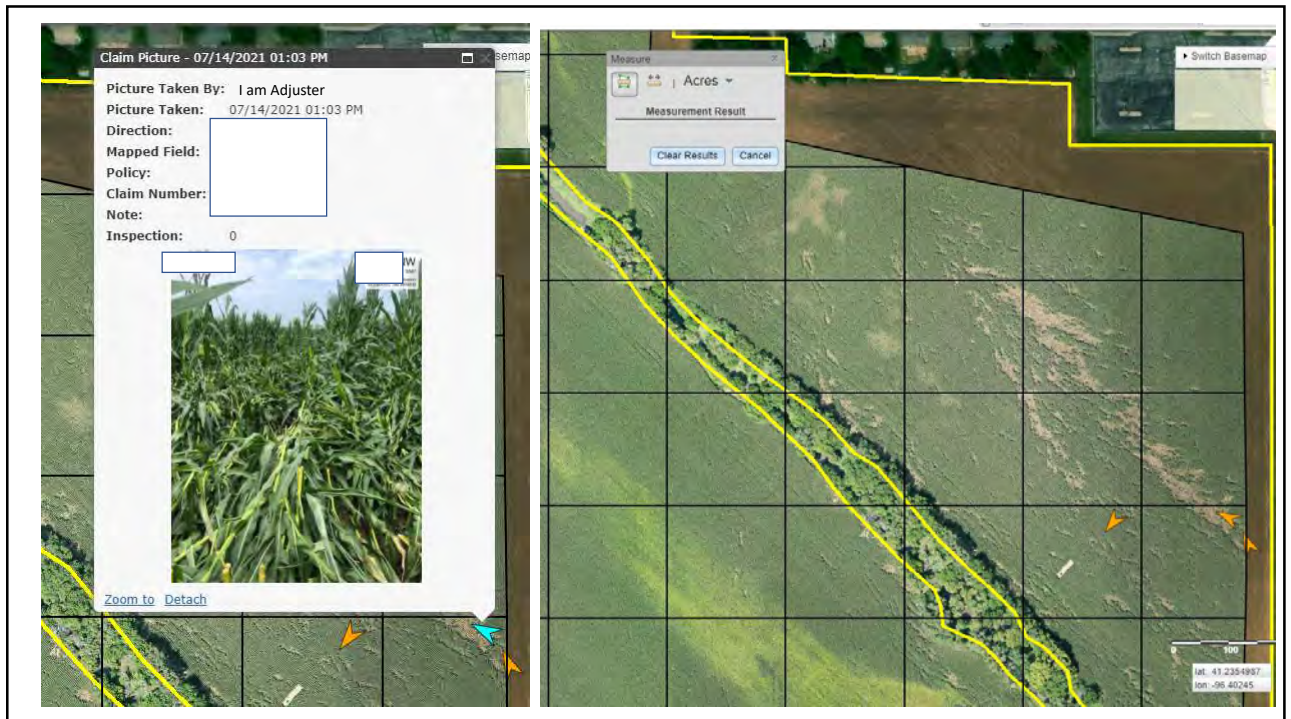 Claim Picture - 07/14/2021 01:03 PM
Picture Taken By: I am Adjuster
Picture Taken: 07/14/2021 01:03 PM
Direction:
Mapped Field:
Policy:
Claim Number:
Note:
Inspection: 0
Zoom to Detach
Measure
Acres
Measurement Result
Clear Results Cancel
Switch Basemap
0 100
lat: 41.2354987
lon: -96.40245